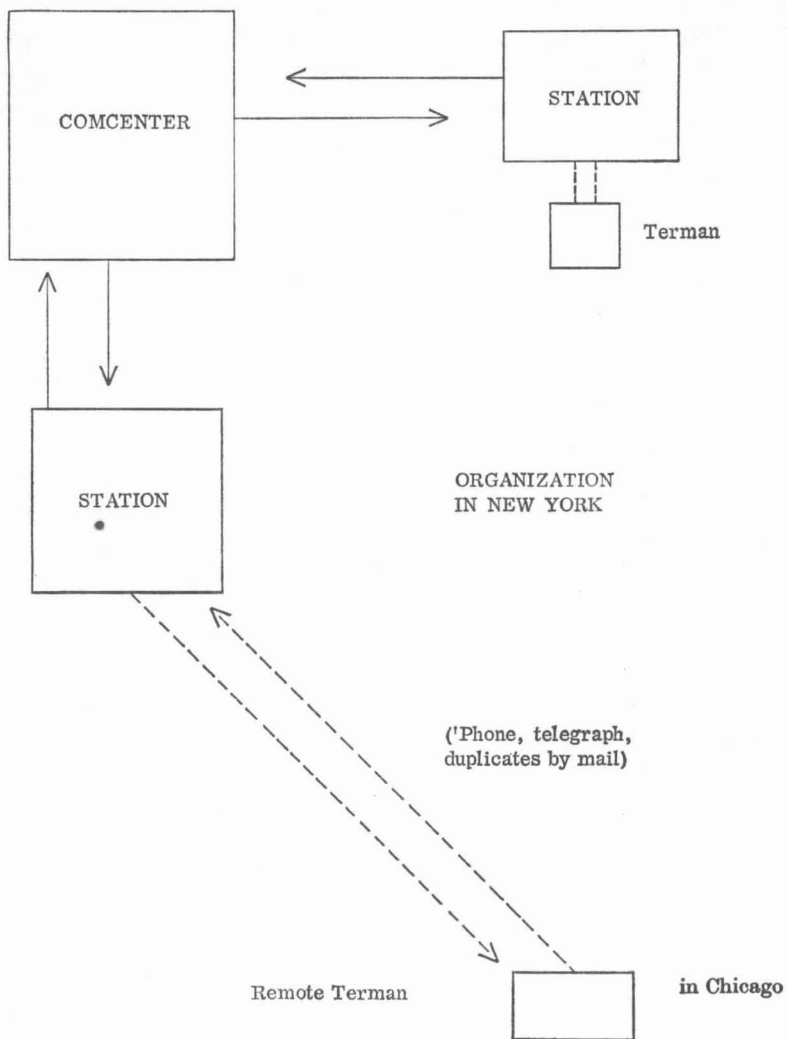 COMCENTER
STATION
Terman
STATION
ORGANIZATION
IN NEW YORK
('Phone, telegraph,
duplicates by mail)
Remote Terman
in Chicago